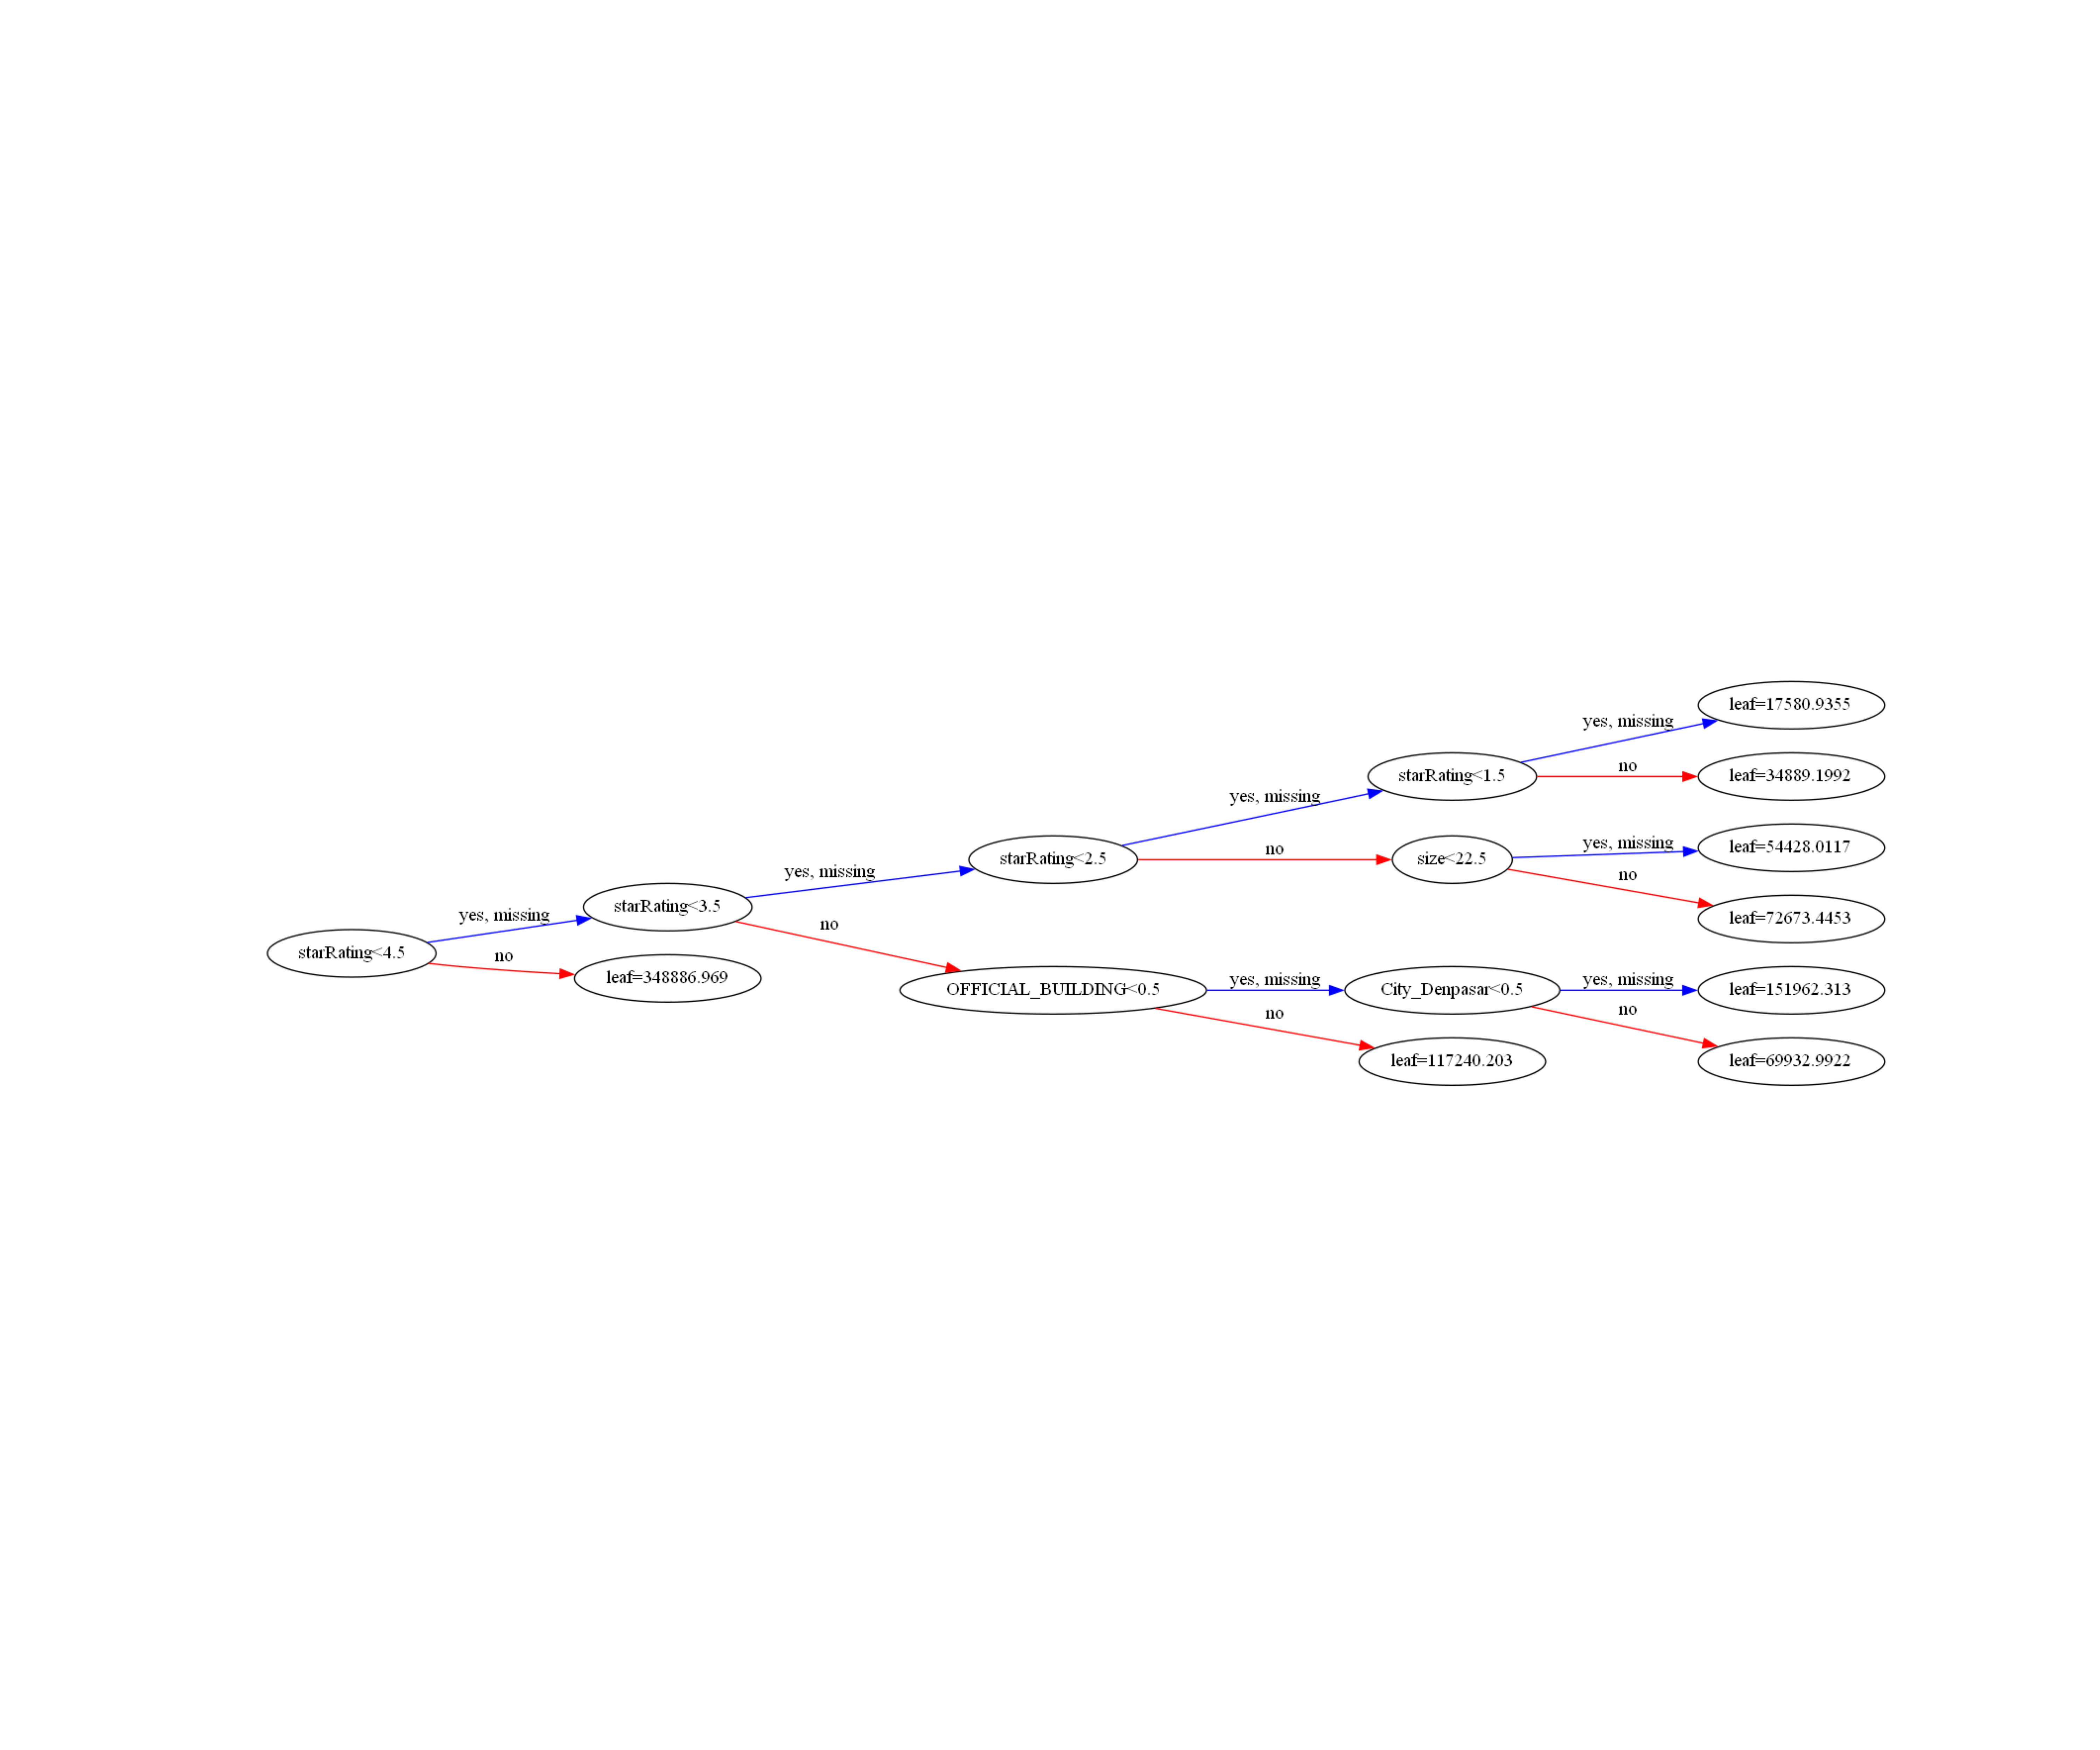 leaf=17580.9355
yes, missing
starRating<1.5
no
leaf=34889.1992
yes, missing
starRating<2.5
no
size<22.5
yes, missing
leaf=54428.0117
no
leaf=72673.4453
yes, missing
starRating<3.5
no
yes, missing
starRating<4.5
no
leaf=348886.969
OFFICIAL_BUILDING<0.5
yes, missing
City_Denpasar<0.5
yes, missing
leaf=151962.313
no
leaf=69932.9922
no
leaf=117240.203